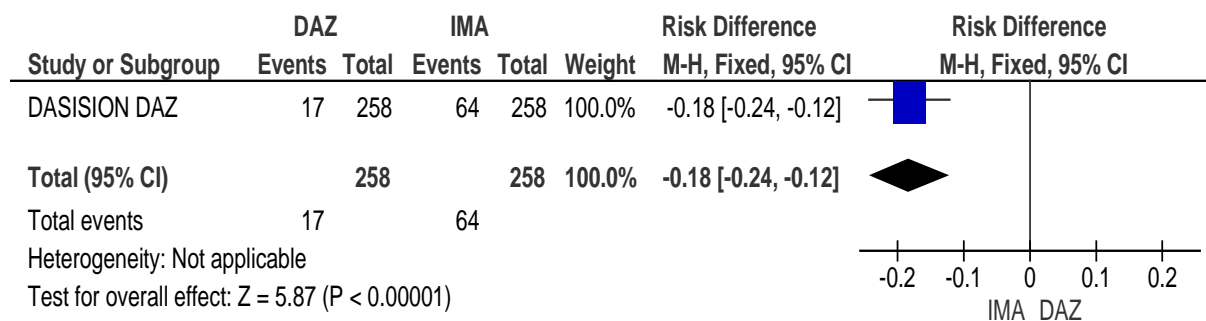 DAZ IMA Risk Difference Risk Difference
Study or Subgroup Events Total Events Total Weight M-H, Fixed, 95% CI M-H, Fixed, 95% CI
DASISION DAZ 17 258 64 258 100.0% -0.18 [-0.24, -0.12]
Total (95% CI) 258 258 100.0% -0.18 [-0.24, -0.12]
Total events 17 64
Heterogeneity: Not applicable
Test for overall effect: Z = 5.87 (P < 0.00001)
-0.2 -0.1 0 0.1 0.2
IMA DAZ